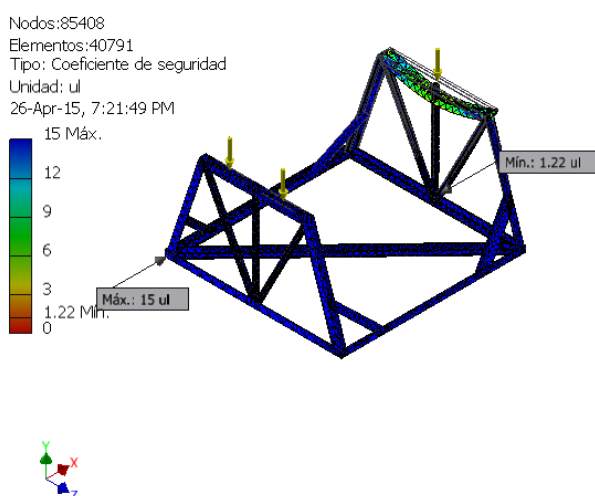 Nodos:85408
Elementos:40791
Tipo: Coeficiente de seguridad
Unidad: ul
26-Apr-15, 7:21:49 PM
15 Máx.
12
9
6
3
1.22 Mín.
0
Mín.: 1.22 ul
Máx.: 15 ul
Y
X
Z